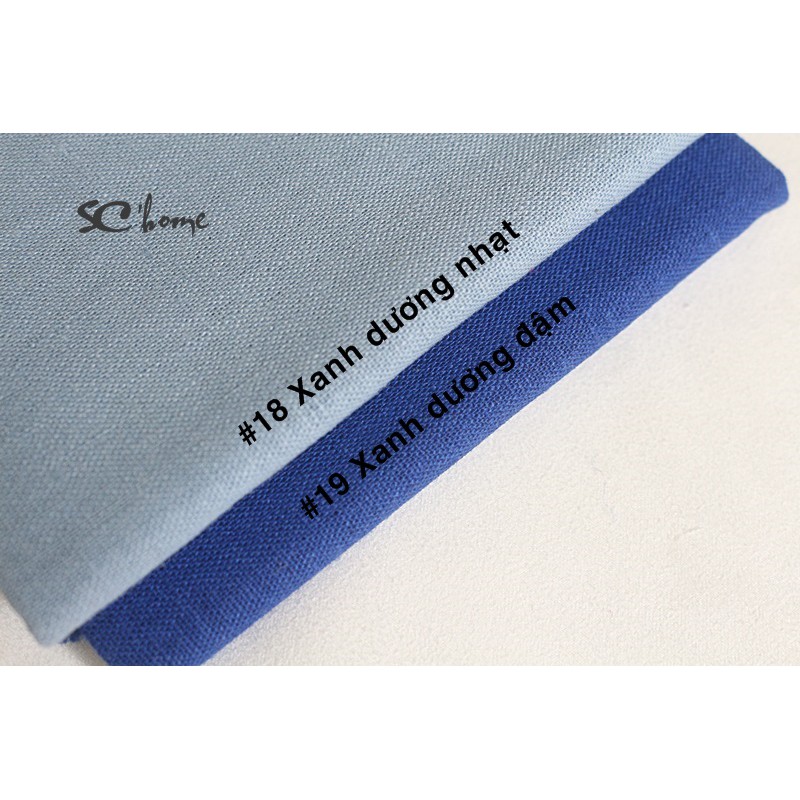 SC'home
#18 Xanh dương nhạt
#19 Xanh dương đậm